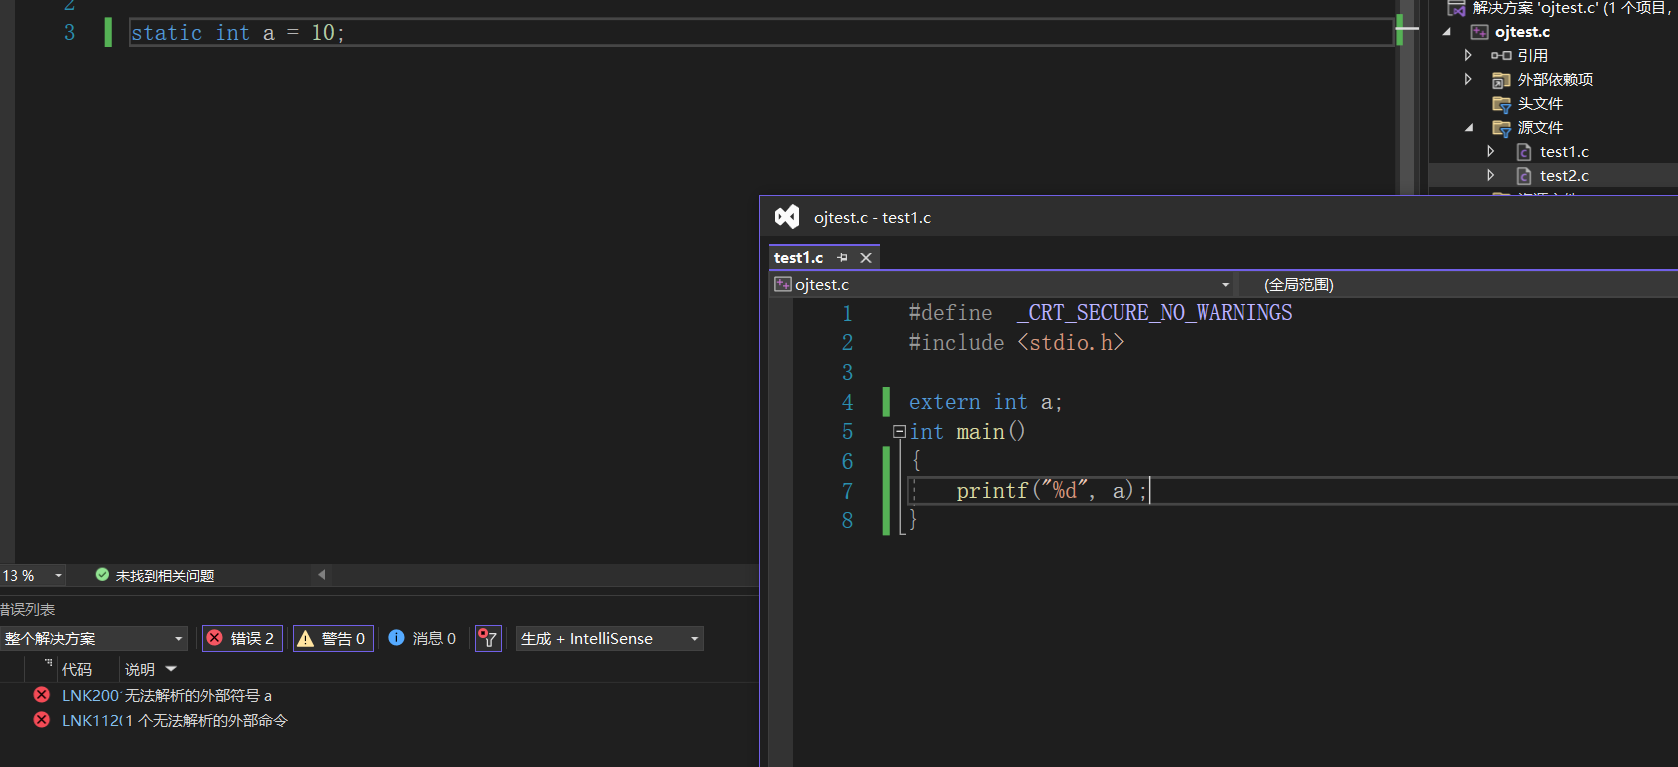 2
3 static int a = 10;
解决方案 'ojtest.c' (1 个项目,
ojtest.c
引用
外部依赖项
头文件
源文件
test1.c
test2.c
ojtest.c - test1.c
test1.c
ojtest.c (全局范围)
1 #define _CRT_SECURE_NO_WARNINGS
2 #include <stdio.h>
3
4 extern int a;
5 int main()
6 {
7 printf("%d", a);
8 }
13 % 未找到相关问题
错误列表
整个解决方案 错误 2 警告 0 消息 0 生成 + IntelliSense
代码 说明
LNK200 无法解析的外部符号 a
LNK112 1 个无法解析的外部命令